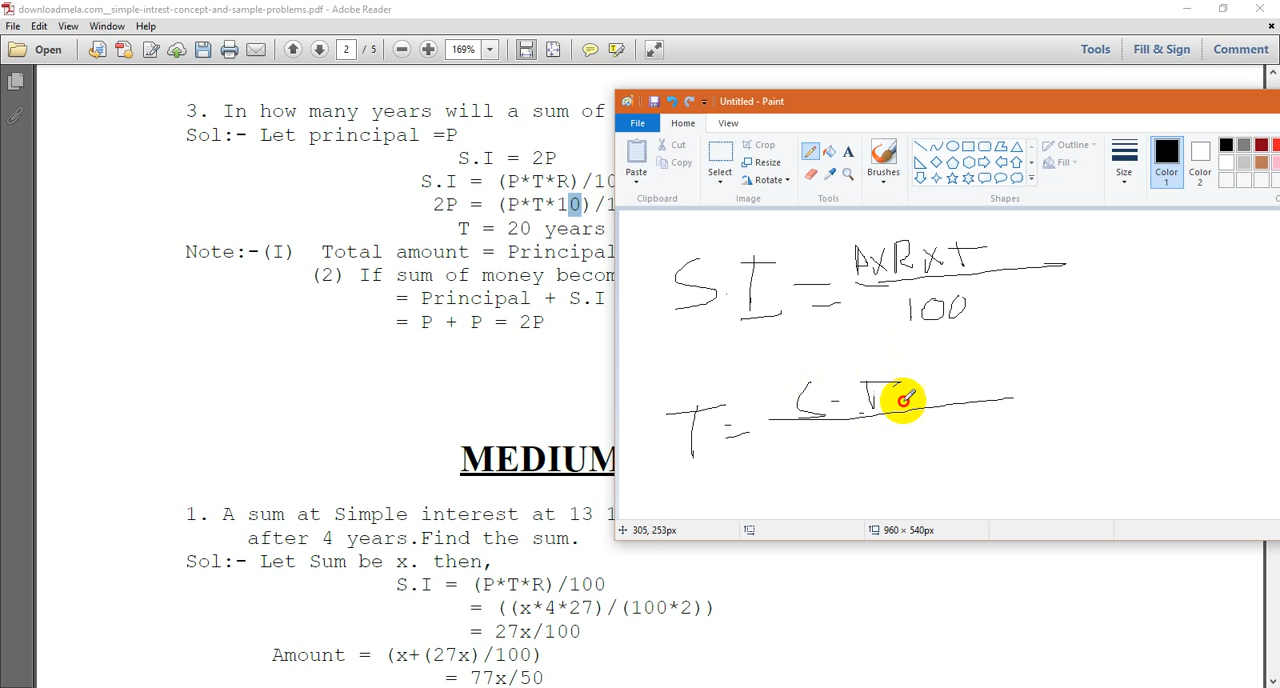 downloadmela.com__simple-intrest-concept-and-sample-problems.pdf - Adobe Reader
File Edit View Window Help
Open 2 / 5 169% Tools Fill & Sign Comment
3. In how many years will a sum of
Sol:- Let principal =P
S.I = 2P
S.I = (P*T*R)/10
2P = (P*T*10)/1
T = 20 years
Note:-(I) Total amount = Principal
(2) If sum of money becom
= Principal + S.I
= P + P = 2P
MEDIUM
1. A sum at Simple interest at 13 1
after 4 years.Find the sum.
Sol:- Let Sum be x. then,
S.I = (P*T*R)/100
= ((x*4*27)/(100*2))
= 27x/100
Amount = (x+(27x)/100)
= 77x/50
Untitled - Paint
File Home View
Paste Cut Copy Select Crop Resize Rotate A Brushes Outline Fill Size Color 1 Color 2
Clipboard Image Tools Shapes
SI = PxRxT
100
T = S.I
305, 253px 960 × 540px